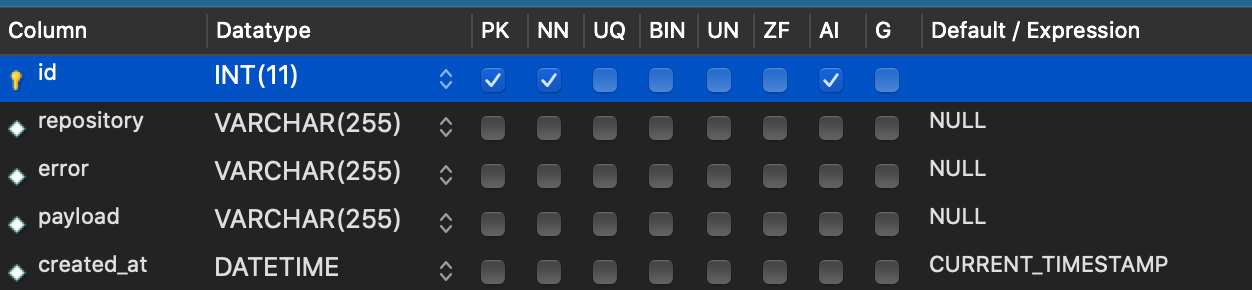 Column Datatype PK NN UQ BIN UN ZF AI G Default / Expression
id INT(11)
repository VARCHAR(255) NULL
error VARCHAR(255) NULL
payload VARCHAR(255) NULL
created_at DATETIME CURRENT_TIMESTAMP